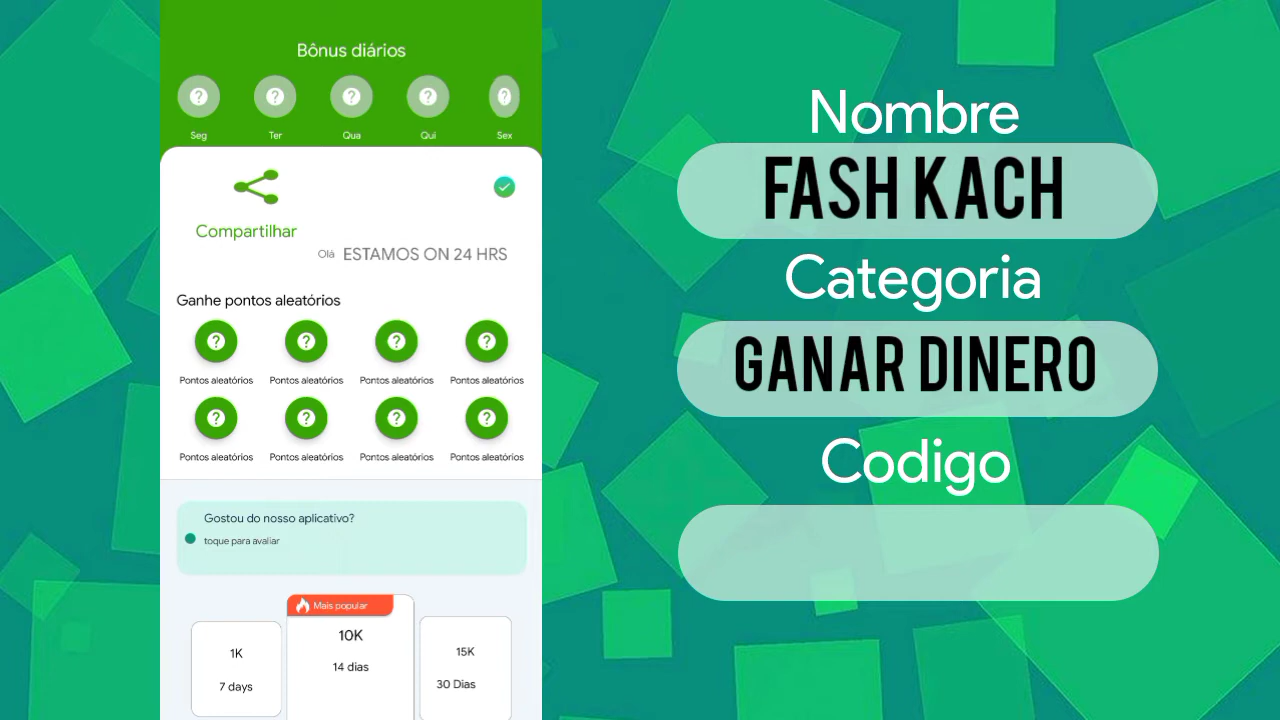 Bônus diários
Seg Ter Qua Qui Sex
Compartilhar
Olá ESTAMOS ON 24 HRS
Ganhe pontos aleatórios
Pontos aleatórios Pontos aleatórios Pontos aleatórios Pontos aleatórios
Pontos aleatórios Pontos aleatórios Pontos aleatórios Pontos aleatórios
Gostou do nosso aplicativo?
toque para avaliar
Mais popular
1K
7 days
10K
14 dias
15K
30 Dias
Nombre
FASH KACH
Categoria
GANAR DINERO
Codigo